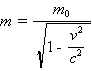 m = m₀ / √(1 - v²/c²)